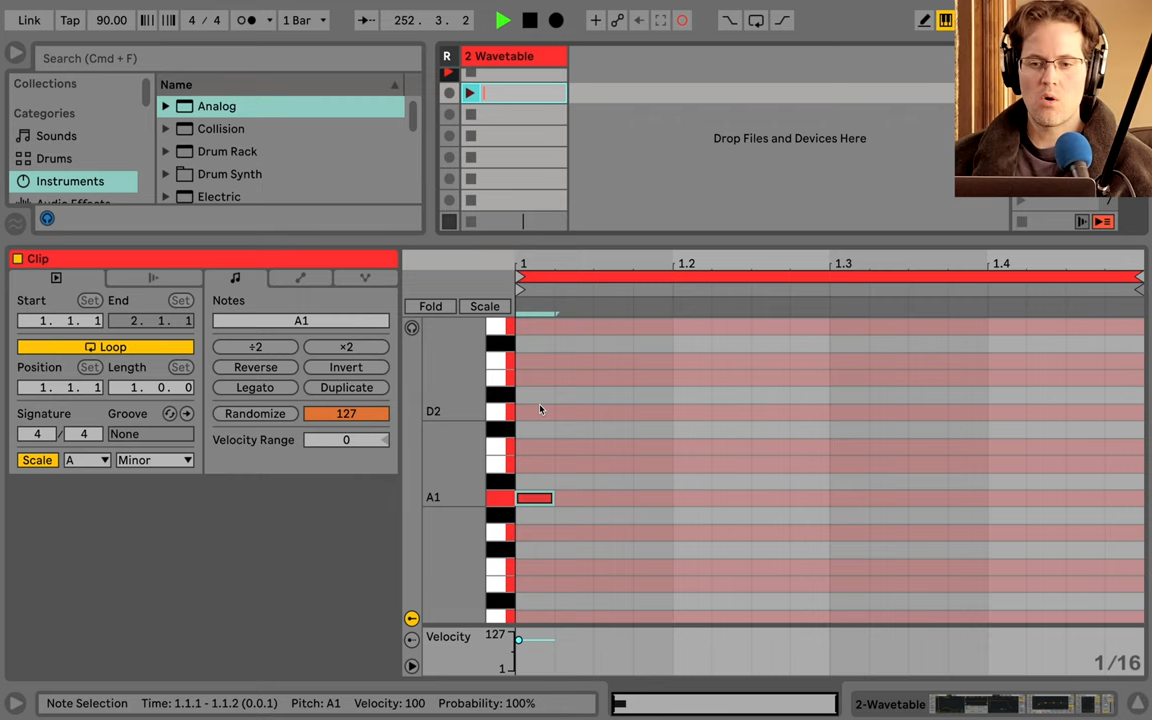 Link Tap 90.00 4 / 4 1 Bar 252. 3. 2
Search (Cmd + F)
Collections
Categories
Sounds
Drums
Instruments
Name
Analog
Collision
Drum Rack
Drum Synth
Electric
R 2 Wavetable
Drop Files and Devices Here
Clip
Start Set End Set
1. 1. 1 2. 1. 1
Loop
Position Set Length Set
1. 1. 1 1. 0. 0
Signature Groove
4 / 4 None
Scale A Minor
Notes
A1
÷2 ×2
Reverse Invert
Legato Duplicate
Randomize 127
Velocity Range 0
1 1.2 1.3 1.4
Fold Scale
D2
A1
Velocity 127
1
1/16
Note Selection Time: 1.1.1 - 1.1.2 (0.0.1) Pitch: A1 Velocity: 100 Probability: 100%
2-Wavetable